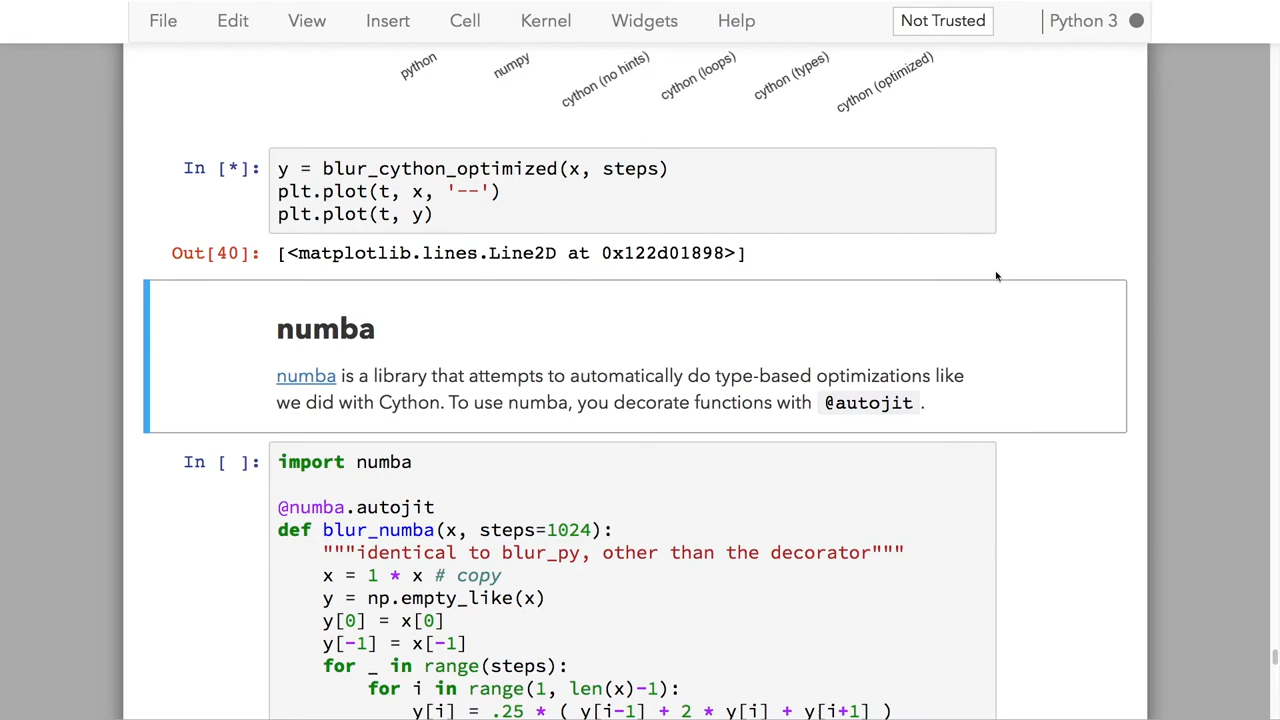 File Edit View Insert Cell Kernel Widgets Help Not Trusted Python 3
python numpy cython (no hints) cython (loops) cython (types) cython (optimized)
In [*]: y = blur_cython_optimized(x, steps)
plt.plot(t, x, '--')
plt.plot(t, y)
Out[40]: [<matplotlib.lines.Line2D at 0x122d01898>]
numba
numba is a library that attempts to automatically do type-based optimizations like
we did with Cython. To use numba, you decorate functions with @autojit.
In [ ]: import numba
@numba.autojit
def blur_numba(x, steps=1024):
"""identical to blur_py, other than the decorator"""
x = 1 * x # copy
y = np.empty_like(x)
y[0] = x[0]
y[-1] = x[-1]
for _ in range(steps):
for i in range(1, len(x)-1):
y[i] = .25 * ( y[i-1] + 2 * y[i] + y[i+1] )